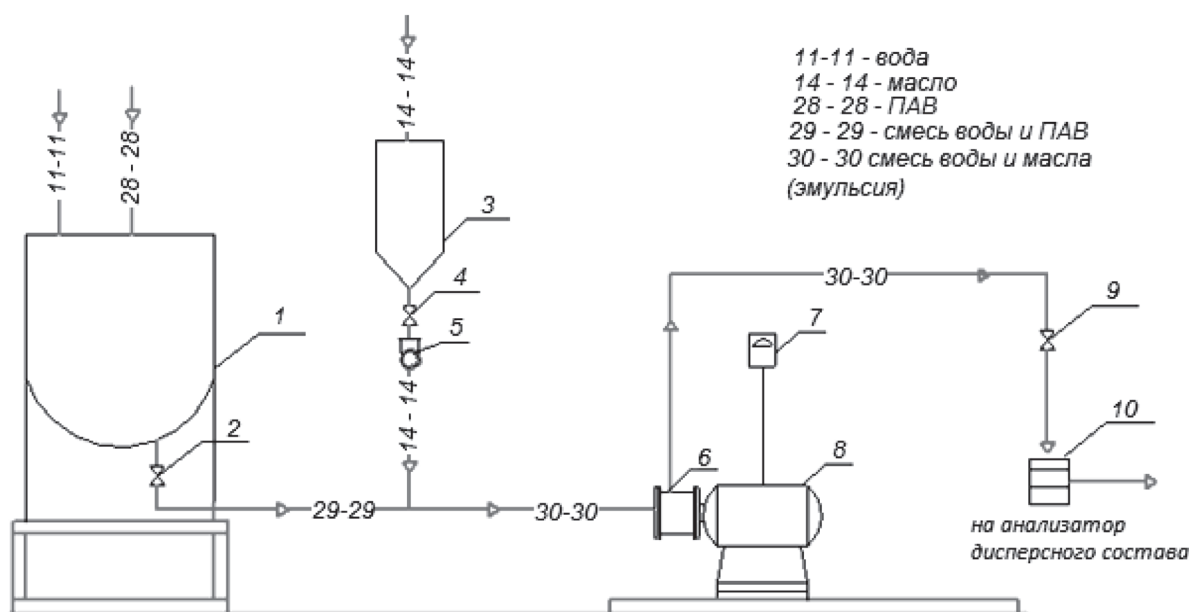 11-11 - вода
14 - 14 - масло
28 - 28 - ПАВ
29 - 29 - смесь воды и ПАВ
30 - 30 смесь воды и масла
(эмульсия)
14 - 14
11-11
28 - 28
3
4
5
1
2
14 - 14
29-29
30-30
6
7
8
30-30
9
10
на анализатор
дисперсного состава